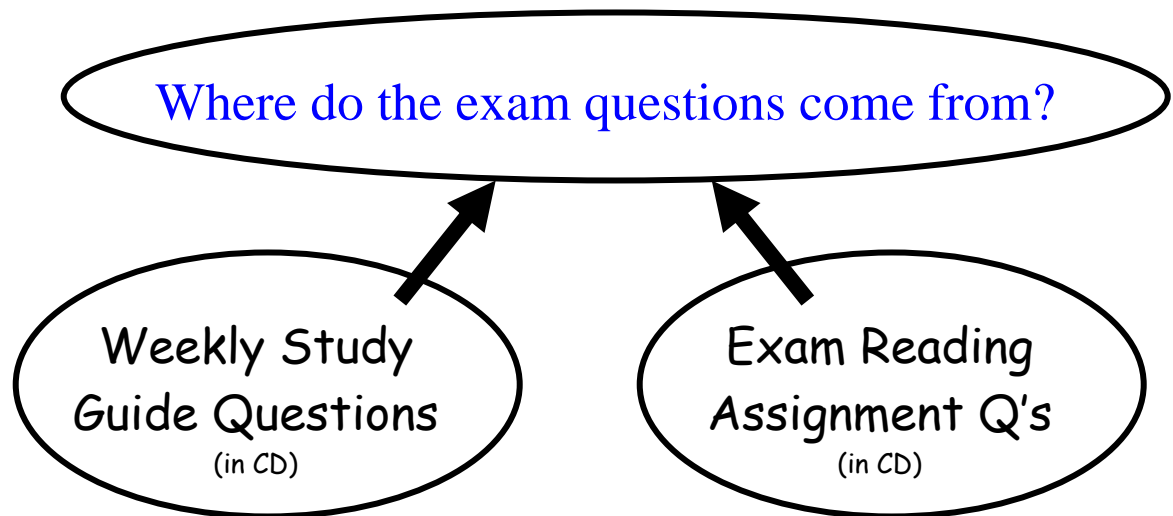 Where do the exam questions come from?
Weekly Study
Guide Questions
(in CD)
Exam Reading
Assignment Q's
(in CD)